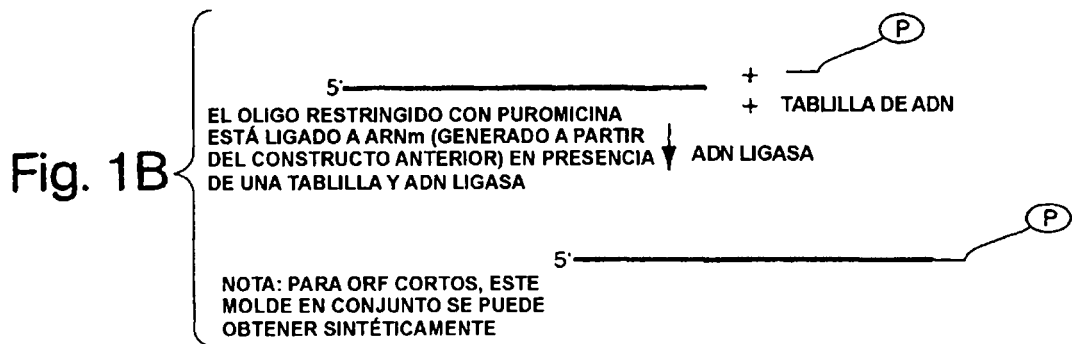 Fig. 1B
P
5'
+
+ TABLILLA DE ADN
EL OLIGO RESTRINGIDO CON PUROMICINA
ESTÁ LIGADO A ARNm (GENERADO A PARTIR
DEL CONSTRUCTO ANTERIOR) EN PRESENCIA
DE UNA TABLILLA Y ADN LIGASA
ADN LIGASA
P
5'
NOTA: PARA ORF CORTOS, ESTE
MOLDE EN CONJUNTO SE PUEDE
OBTENER SINTÉTICAMENTE